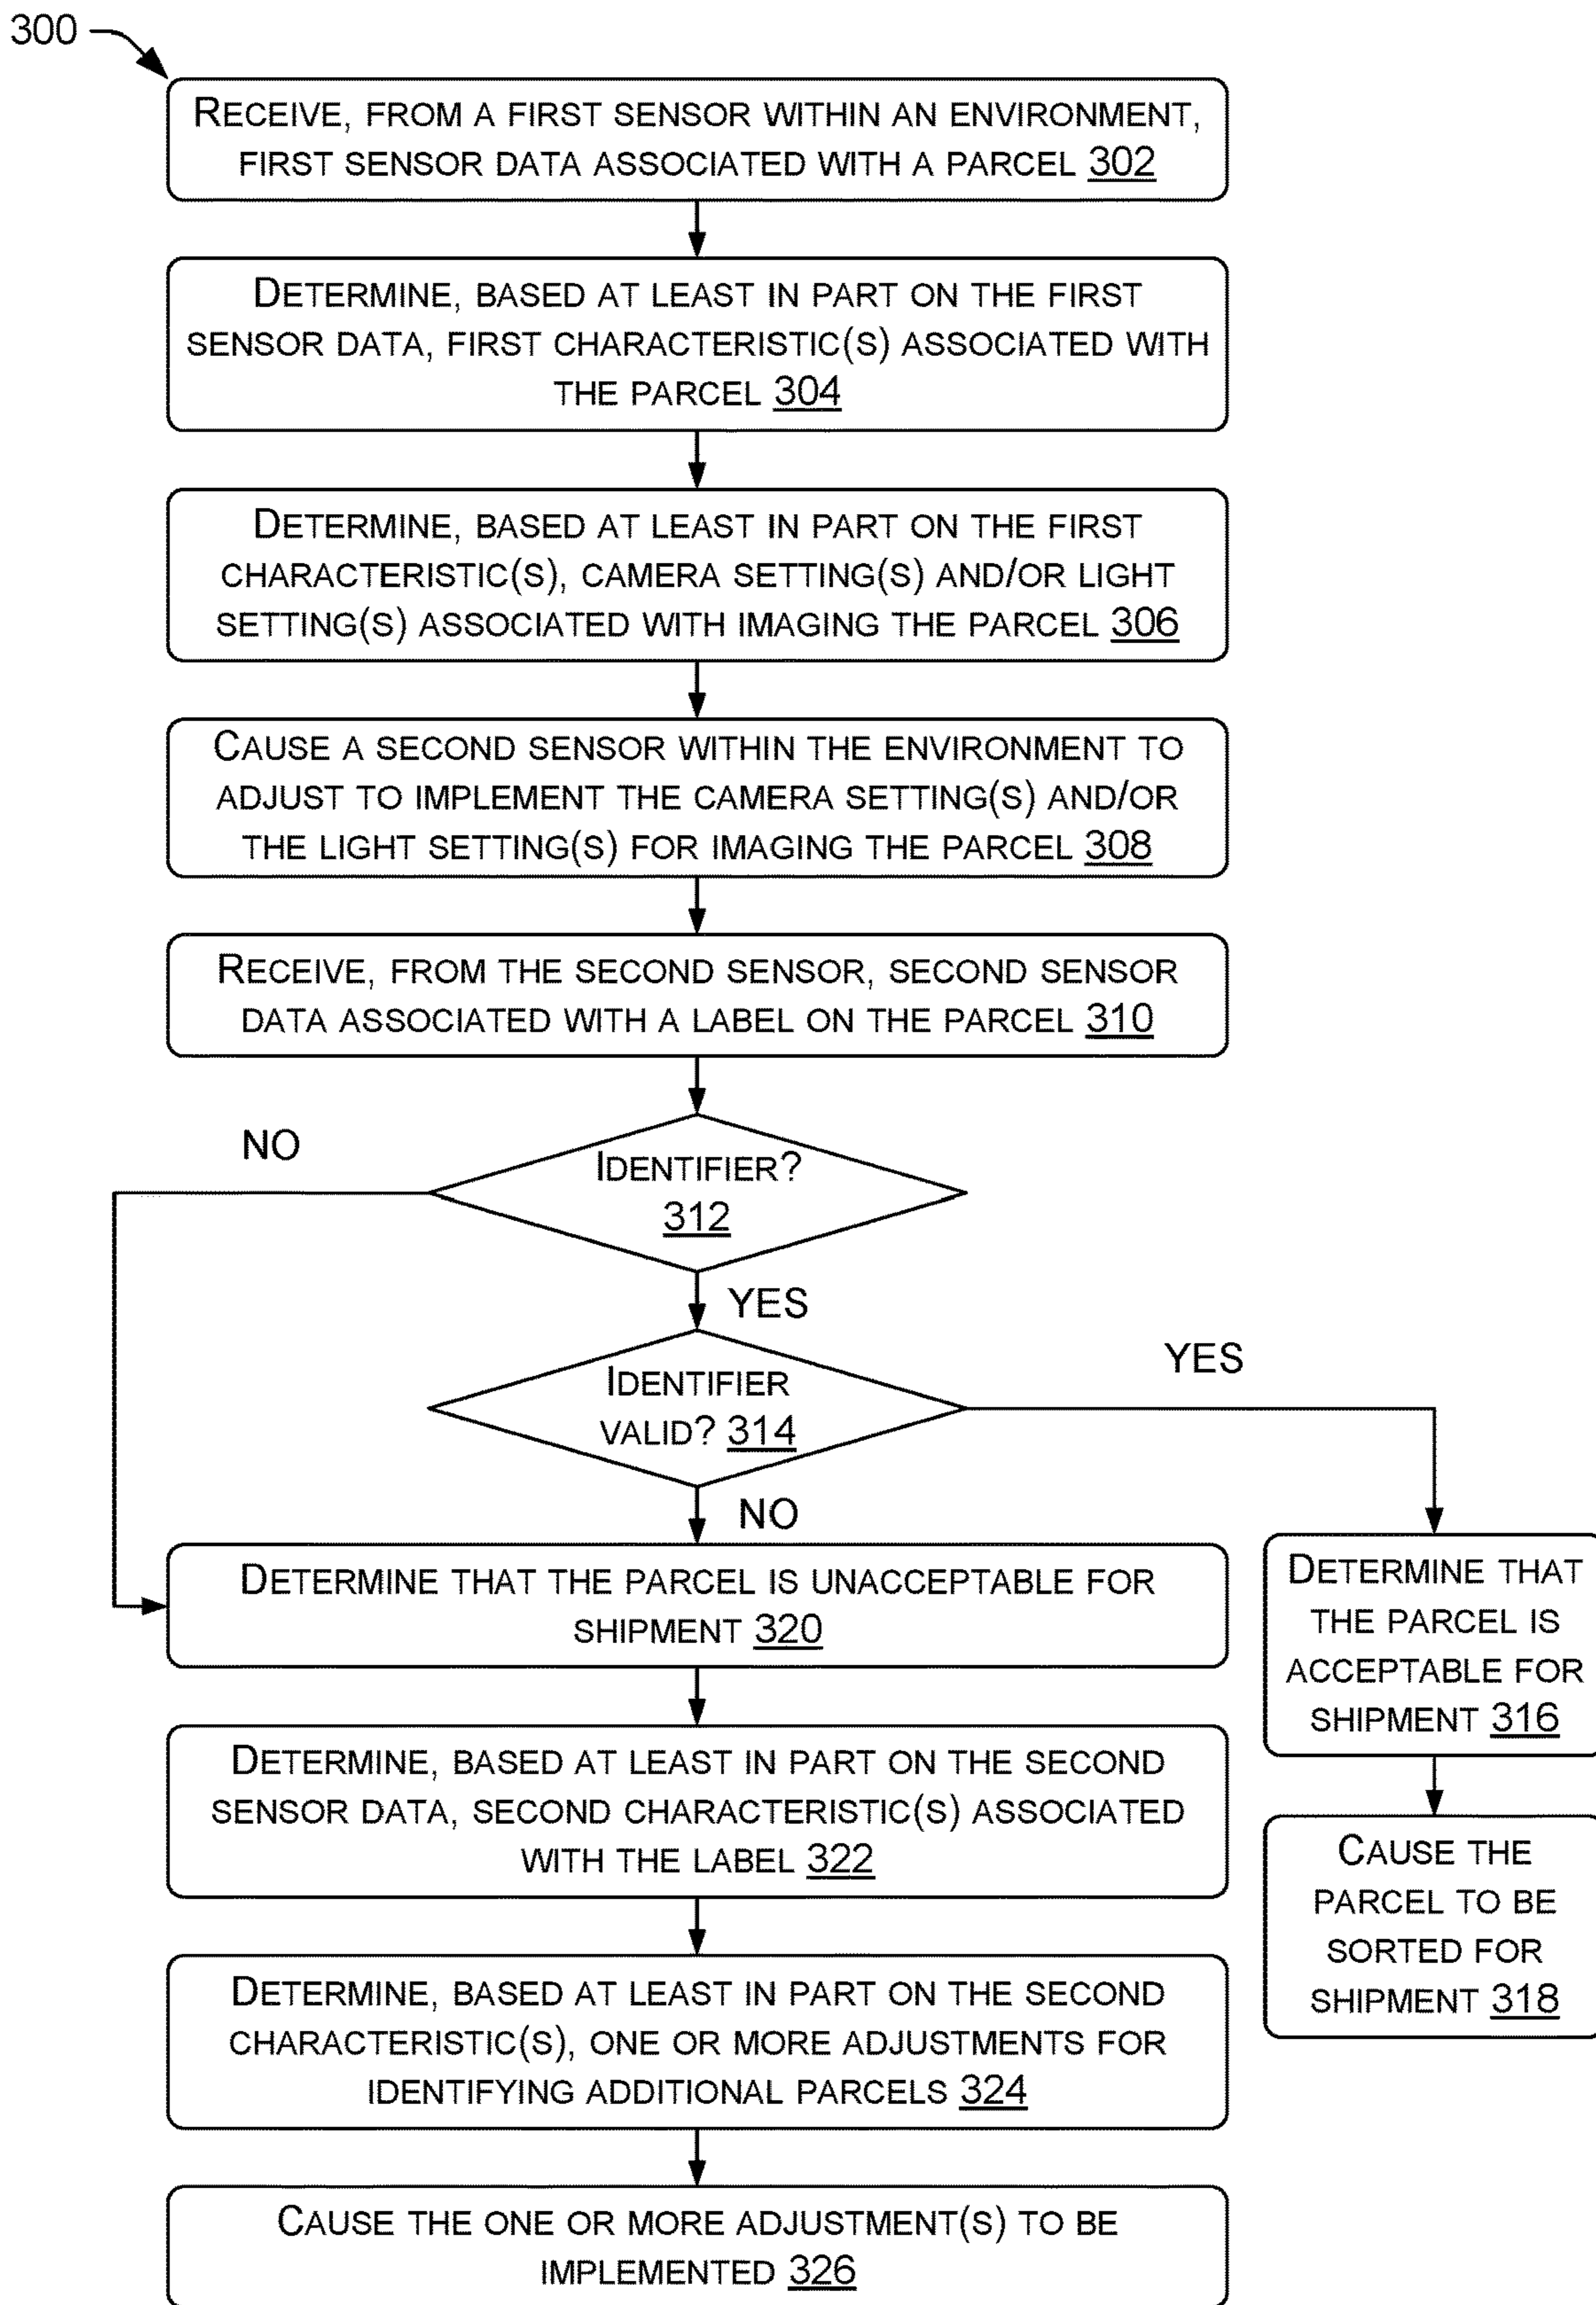 300
RECEIVE, FROM A FIRST SENSOR WITHIN AN ENVIRONMENT,
FIRST SENSOR DATA ASSOCIATED WITH A PARCEL 302
DETERMINE, BASED AT LEAST IN PART ON THE FIRST
SENSOR DATA, FIRST CHARACTERISTIC(S) ASSOCIATED WITH
THE PARCEL 304
DETERMINE, BASED AT LEAST IN PART ON THE FIRST
CHARACTERISTIC(S), CAMERA SETTING(S) AND/OR LIGHT
SETTING(S) ASSOCIATED WITH IMAGING THE PARCEL 306
CAUSE A SECOND SENSOR WITHIN THE ENVIRONMENT TO
ADJUST TO IMPLEMENT THE CAMERA SETTING(S) AND/OR
THE LIGHT SETTING(S) FOR IMAGING THE PARCEL 308
RECEIVE, FROM THE SECOND SENSOR, SECOND SENSOR
DATA ASSOCIATED WITH A LABEL ON THE PARCEL 310
NO
IDENTIFIER?
312
YES
IDENTIFIER
VALID? 314
YES
NO
DETERMINE THAT THE PARCEL IS UNACCEPTABLE FOR
SHIPMENT 320
DETERMINE THAT
THE PARCEL IS
ACCEPTABLE FOR
SHIPMENT 316
DETERMINE, BASED AT LEAST IN PART ON THE SECOND
SENSOR DATA, SECOND CHARACTERISTIC(S) ASSOCIATED
WITH THE LABEL 322
CAUSE THE
PARCEL TO BE
SORTED FOR
SHIPMENT 318
DETERMINE, BASED AT LEAST IN PART ON THE SECOND
CHARACTERISTIC(S), ONE OR MORE ADJUSTMENTS FOR
IDENTIFYING ADDITIONAL PARCELS 324
CAUSE THE ONE OR MORE ADJUSTMENT(S) TO BE
IMPLEMENTED 326